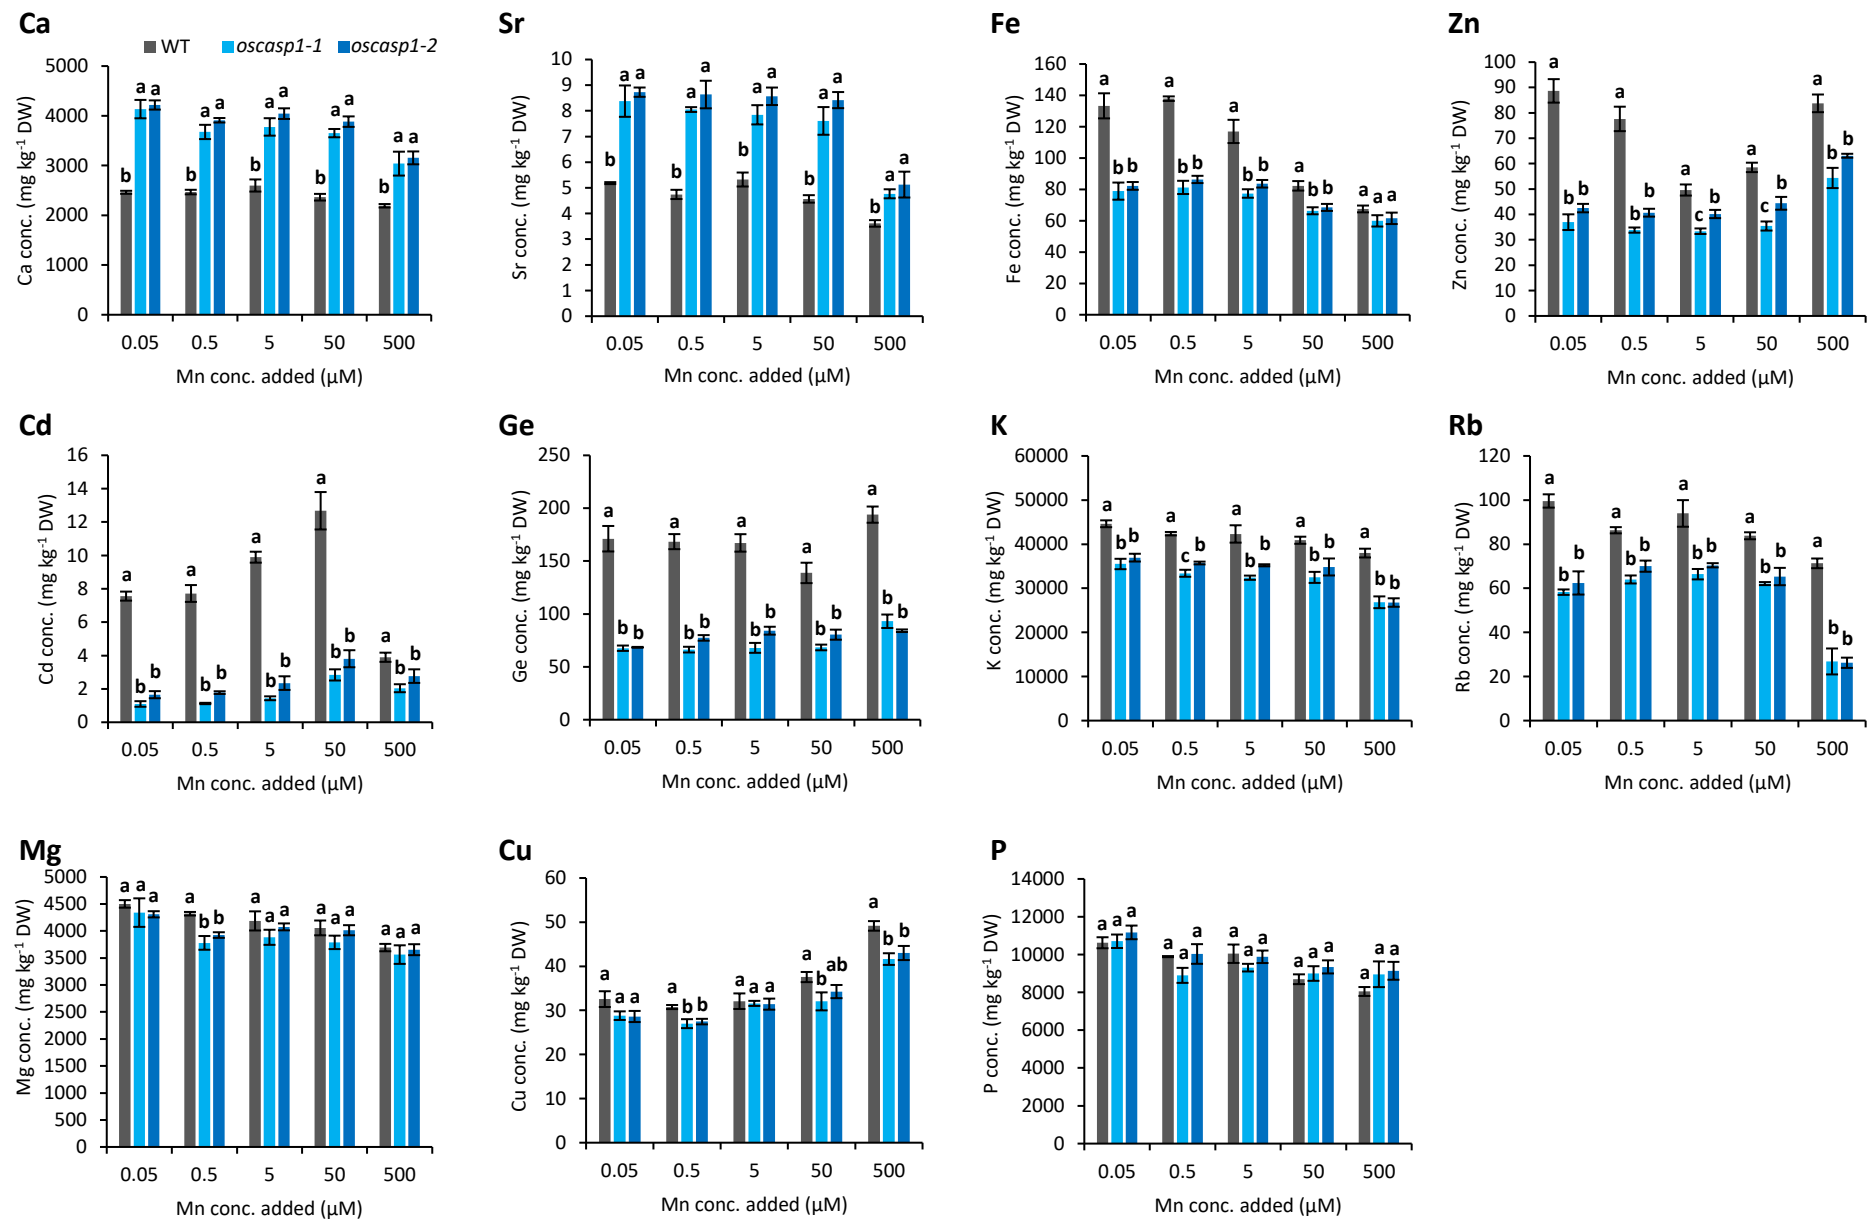 Ca
WT oscasp1-1 oscasp1-2
Ca conc. (mg kg⁻¹ DW)
5000
4000
3000
2000
1000
0
b a a b a a b a a b a a b a a
0.05 0.5 5 50 500
Mn conc. added (µM)
Sr
Sr conc. (mg kg⁻¹ DW)
10
9
8
7
6
5
4
3
2
1
0
b a a b a a b a a b a a b a a
0.05 0.5 5 50 500
Mn conc. added (µM)
Fe
Fe conc. (mg kg⁻¹ DW)
160
140
120
100
80
60
40
20
0
a b b a b b a b b a b b a a a
0.05 0.5 5 50 500
Mn conc. added (µM)
Zn
Zn conc. (mg kg⁻¹ DW)
100
90
80
70
60
50
40
30
20
10
0
a b b a b b a c b a c b a b b
0.05 0.5 5 50 500
Mn conc. added (µM)
Cd
Cd conc. (mg kg⁻¹ DW)
16
14
12
10
8
6
4
2
0
a b b a b b a b b a b b a b b
0.05 0.5 5 50 500
Mn conc. added (µM)
Ge
Ge conc. (mg kg⁻¹ DW)
250
200
150
100
50
0
a b b a b b a b b a b b a b b
0.05 0.5 5 50 500
Mn conc. added (µM)
K
K conc. (mg kg⁻¹ DW)
60000
50000
40000
30000
20000
10000
0
a b b a c b a b b a b b a b b
0.05 0.5 5 50 500
Mn conc. added (µM)
Rb
Rb conc. (mg kg⁻¹ DW)
120
100
80
60
40
20
0
a b b a b b a b b a b b a b b
0.05 0.5 5 50 500
Mn conc. added (µM)
Mg
Mg conc. (mg kg⁻¹ DW)
5000
4500
4000
3500
3000
2500
2000
1500
1000
500
0
a a a a b b a a a a a a a a a
0.05 0.5 5 50 500
Mn conc. added (µM)
Cu
Cu conc. (mg kg⁻¹ DW)
60
50
40
30
20
10
0
a a a a b b a a a a b ab a b b
0.05 0.5 5 50 500
Mn conc. added (µM)
P
P conc. (mg kg⁻¹ DW)
14000
12000
10000
8000
6000
4000
2000
0
a a a a a a a a a a a a a a a
0.05 0.5 5 50 500
Mn conc. added (µM)